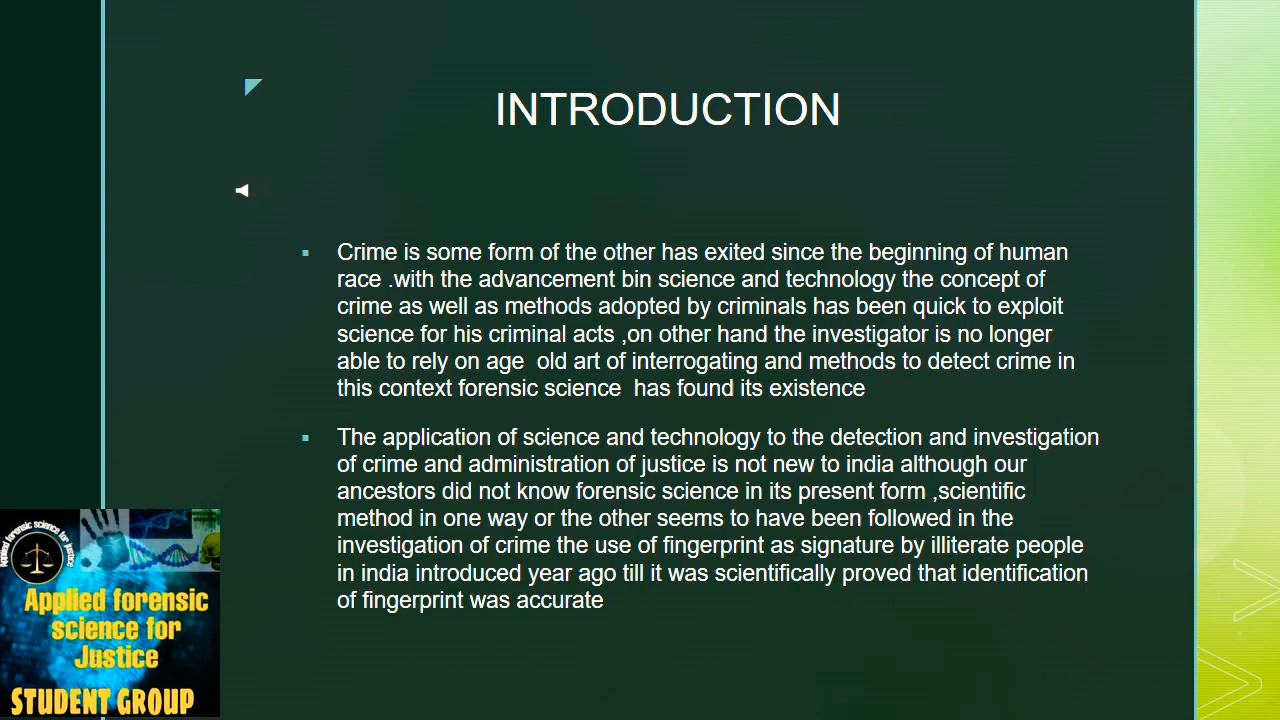 INTRODUCTION
Crime is some form of the other has exited since the beginning of human
race .with the advancement bin science and technology the concept of
crime as well as methods adopted by criminals has been quick to exploit
science for his criminal acts ,on other hand the investigator is no longer
able to rely on age  old art of interrogating and methods to detect crime in
this context forensic science  has found its existence
The application of science and technology to the detection and investigation
of crime and administration of justice is not new to india although our
ancestors did not know forensic science in its present form ,scientific
method in one way or the other seems to have been followed in the
investigation of crime the use of fingerprint as signature by illiterate people
in india introduced year ago till it was scientifically proved that identification
of fingerprint was accurate
Applied forensic science for justice
Applied forensic
science for
Justice
STUDENT GROUP